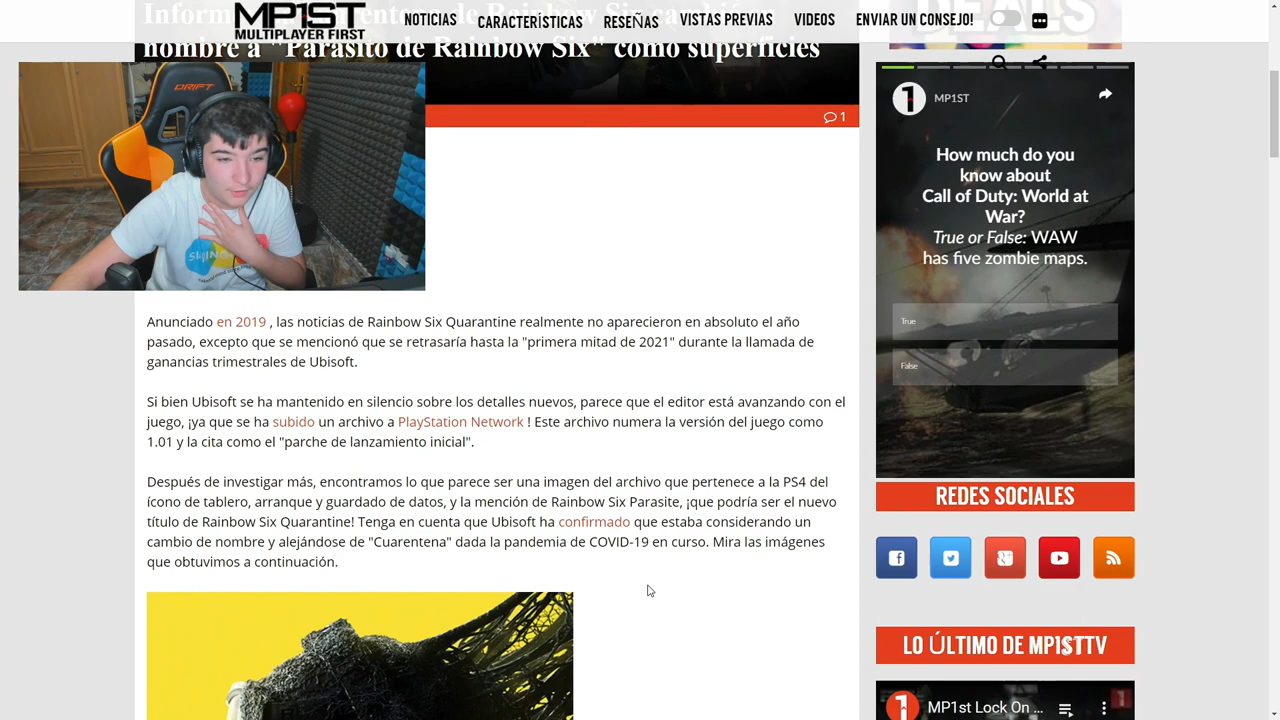 MP1ST
MULTIPLAYER FIRST
NOTICIAS
CARACTERÍSTICAS
RESEÑAS
VISTAS PREVIAS
VIDEOS
ENVIAR UN CONSEJO!
nombre a "Parásito de Rainbow Six" como superficies
1
DRIFT
Anunciado en 2019 , las noticias de Rainbow Six Quarantine realmente no aparecieron en absoluto el año
pasado, excepto que se mencionó que se retrasaría hasta la "primera mitad de 2021" durante la llamada de
ganancias trimestrales de Ubisoft.
Si bien Ubisoft se ha mantenido en silencio sobre los detalles nuevos, parece que el editor está avanzando con el
juego, ¡ya que se ha subido un archivo a PlayStation Network ! Este archivo numera la versión del juego como
1.01 y la cita como el "parche de lanzamiento inicial".
Después de investigar más, encontramos lo que parece ser una imagen del archivo que pertenece a la PS4 del
ícono de tablero, arranque y guardado de datos, y la mención de Rainbow Six Parasite, ¡que podría ser el nuevo
título de Rainbow Six Quarantine! Tenga en cuenta que Ubisoft ha confirmado que estaba considerando un
cambio de nombre y alejándose de "Cuarentena" dada la pandemia de COVID-19 en curso. Mira las imágenes
que obtuvimos a continuación.
DEALS
1
MP1ST
How much do you
know about
Call of Duty: World at
War?
True or False: WAW
has five zombie maps.
True
False
REDES SOCIALES
LO ÚLTIMO DE MP1STTV
1
MP1st Lock On ...